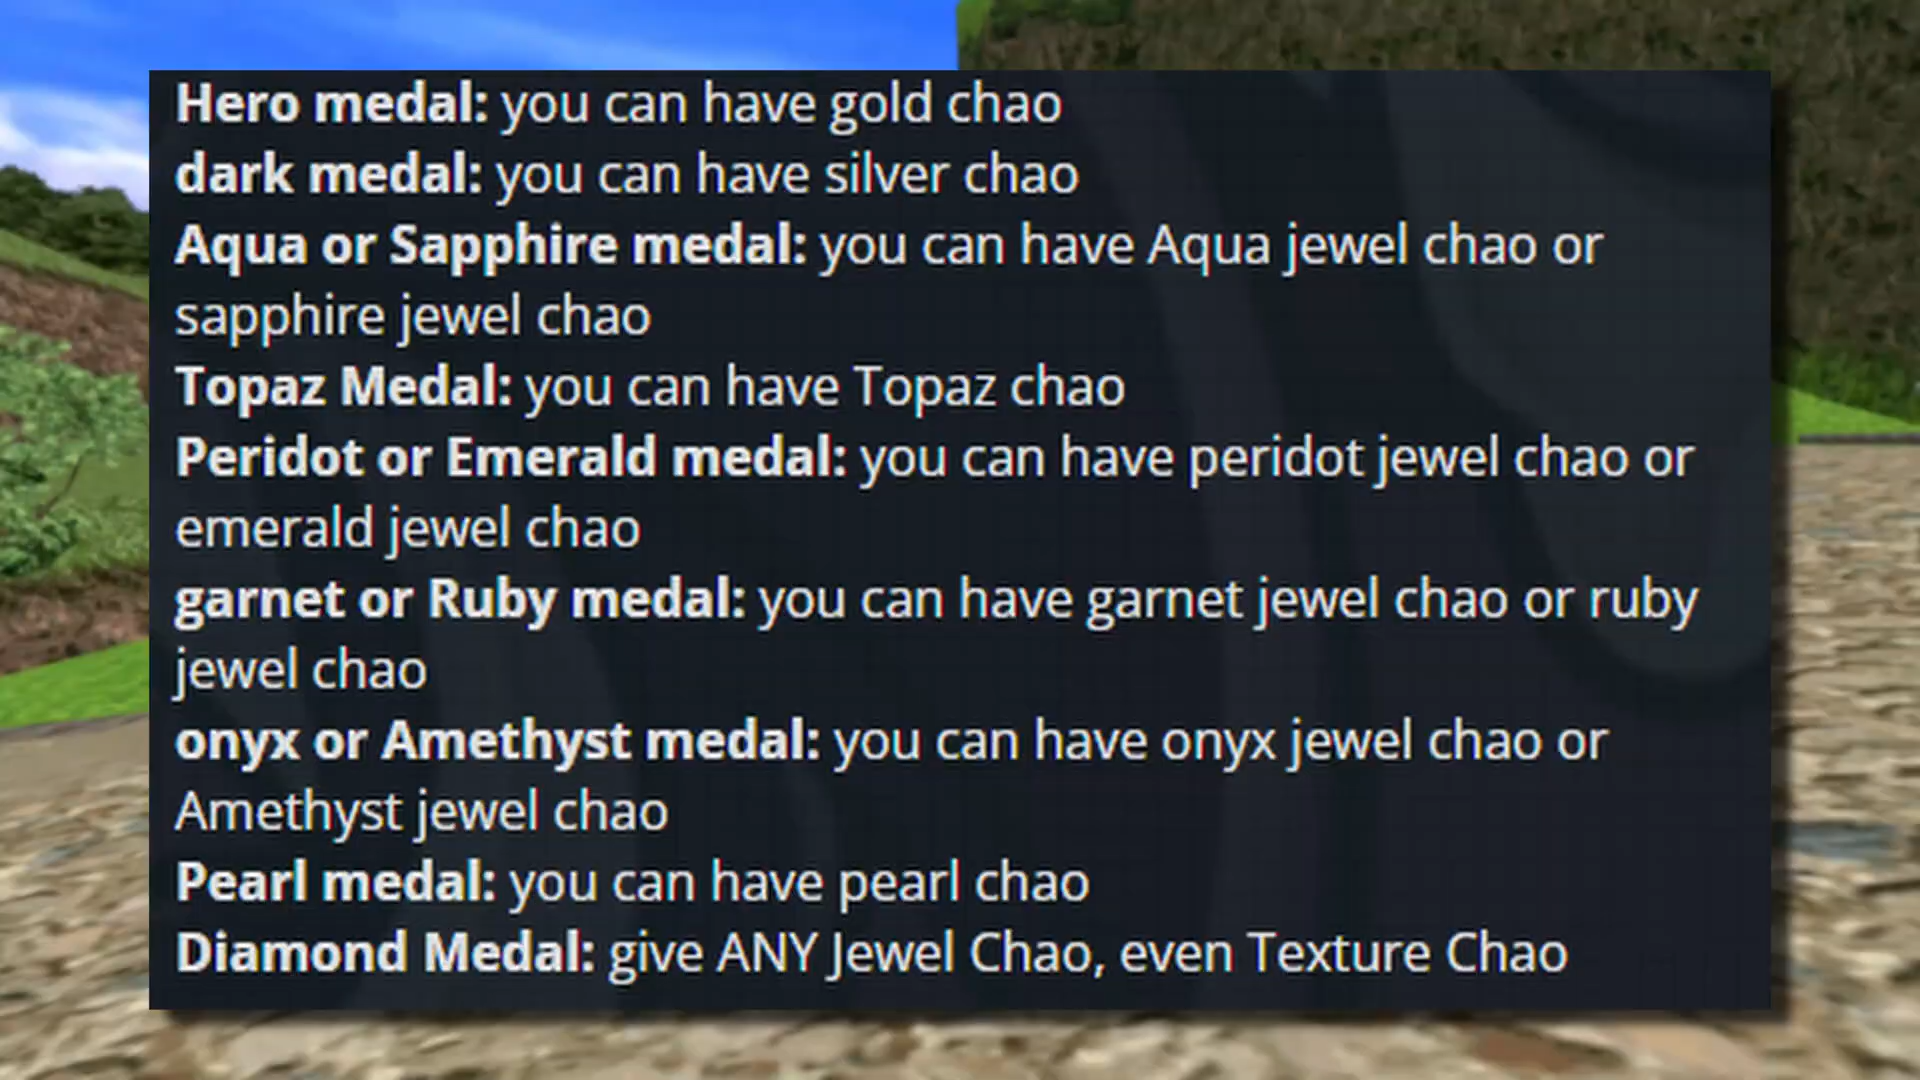 Hero medal: you can have gold chao
dark medal: you can have silver chao
Aqua or Sapphire medal: you can have Aqua jewel chao or
sapphire jewel chao
Topaz Medal: you can have Topaz chao
Peridot or Emerald medal: you can have peridot jewel chao or
emerald jewel chao
garnet or Ruby medal: you can have garnet jewel chao or ruby
jewel chao
onyx or Amethyst medal: you can have onyx jewel chao or
Amethyst jewel chao
Pearl medal: you can have pearl chao
Diamond Medal: give ANY Jewel Chao, even Texture Chao